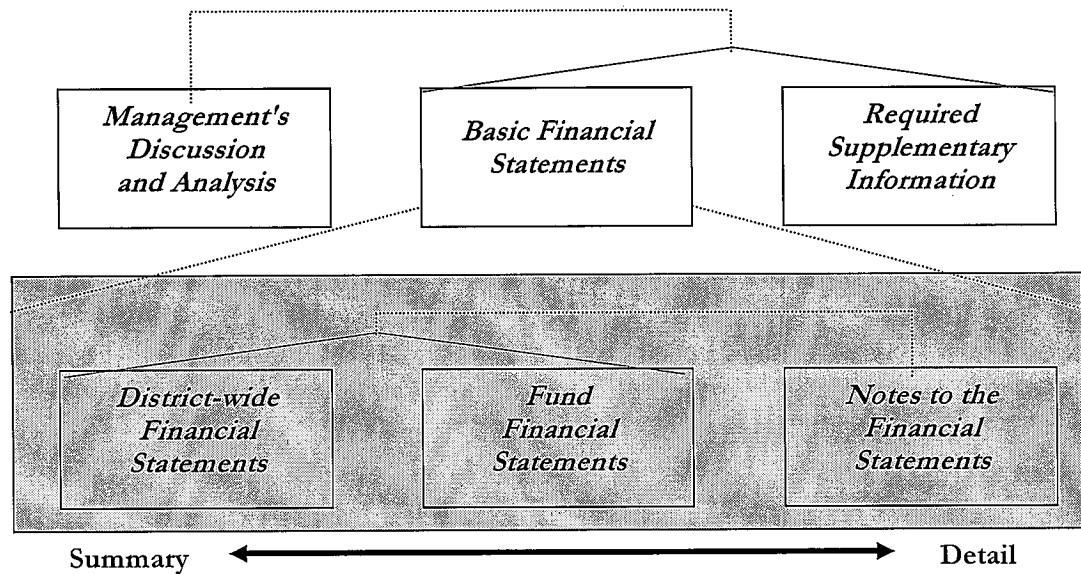 Management's
Discussion
and Analysis
Basic Financial
Statements
Required
Supplementary
Information
District-wide
Financial
Statements
Fund
Financial
Statements
Notes to the
Financial
Statements
Summary
Detail